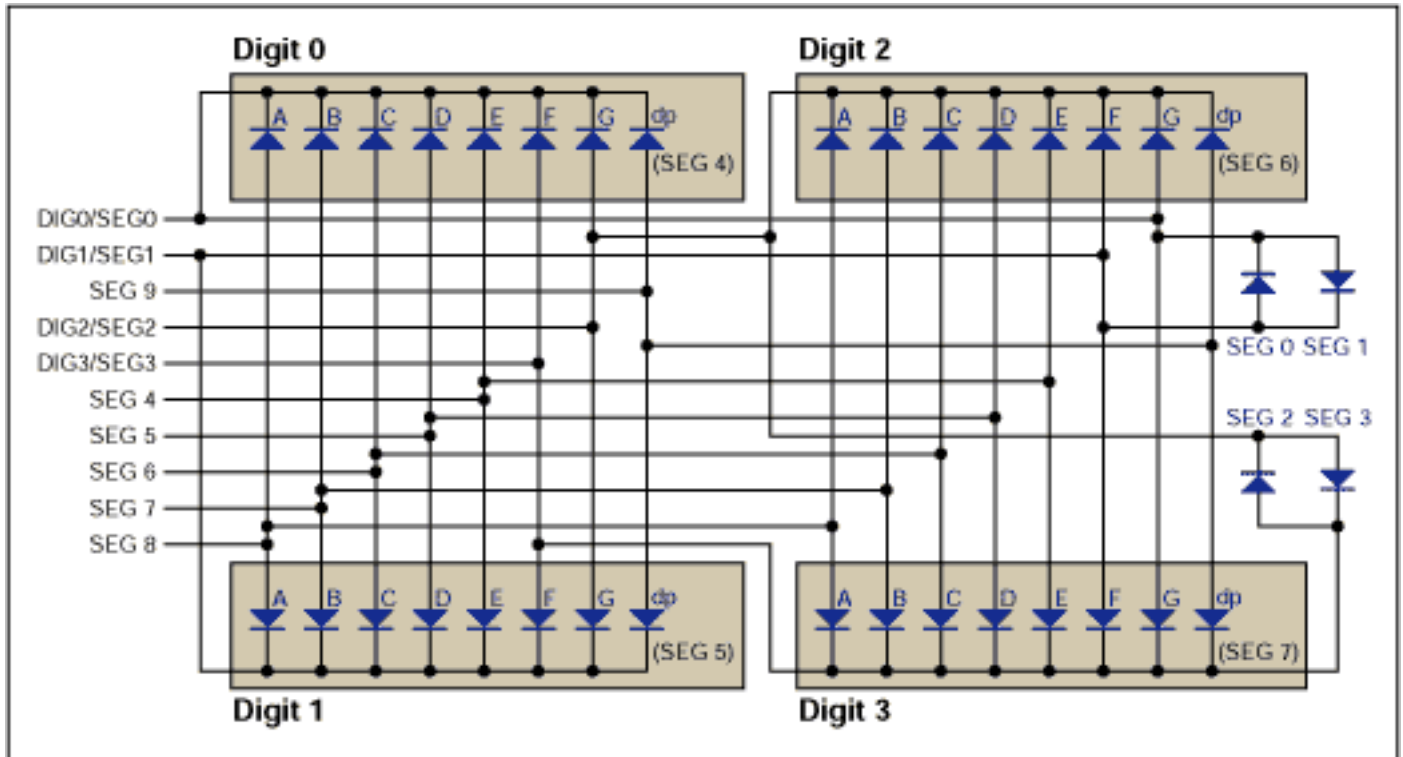 Digit 0
Digit 2
A B C D E F G dp
(SEG 4)
A B C D E F G dp
(SEG 6)
DIG0/SEG0
DIG1/SEG1
SEG 9
DIG2/SEG2
DIG3/SEG3
SEG 4
SEG 5
SEG 6
SEG 7
SEG 8
SEG 0 SEG 1
SEG 2 SEG 3
A B C D E F G dp
(SEG 5)
A B C D E F G dp
(SEG 7)
Digit 1
Digit 3